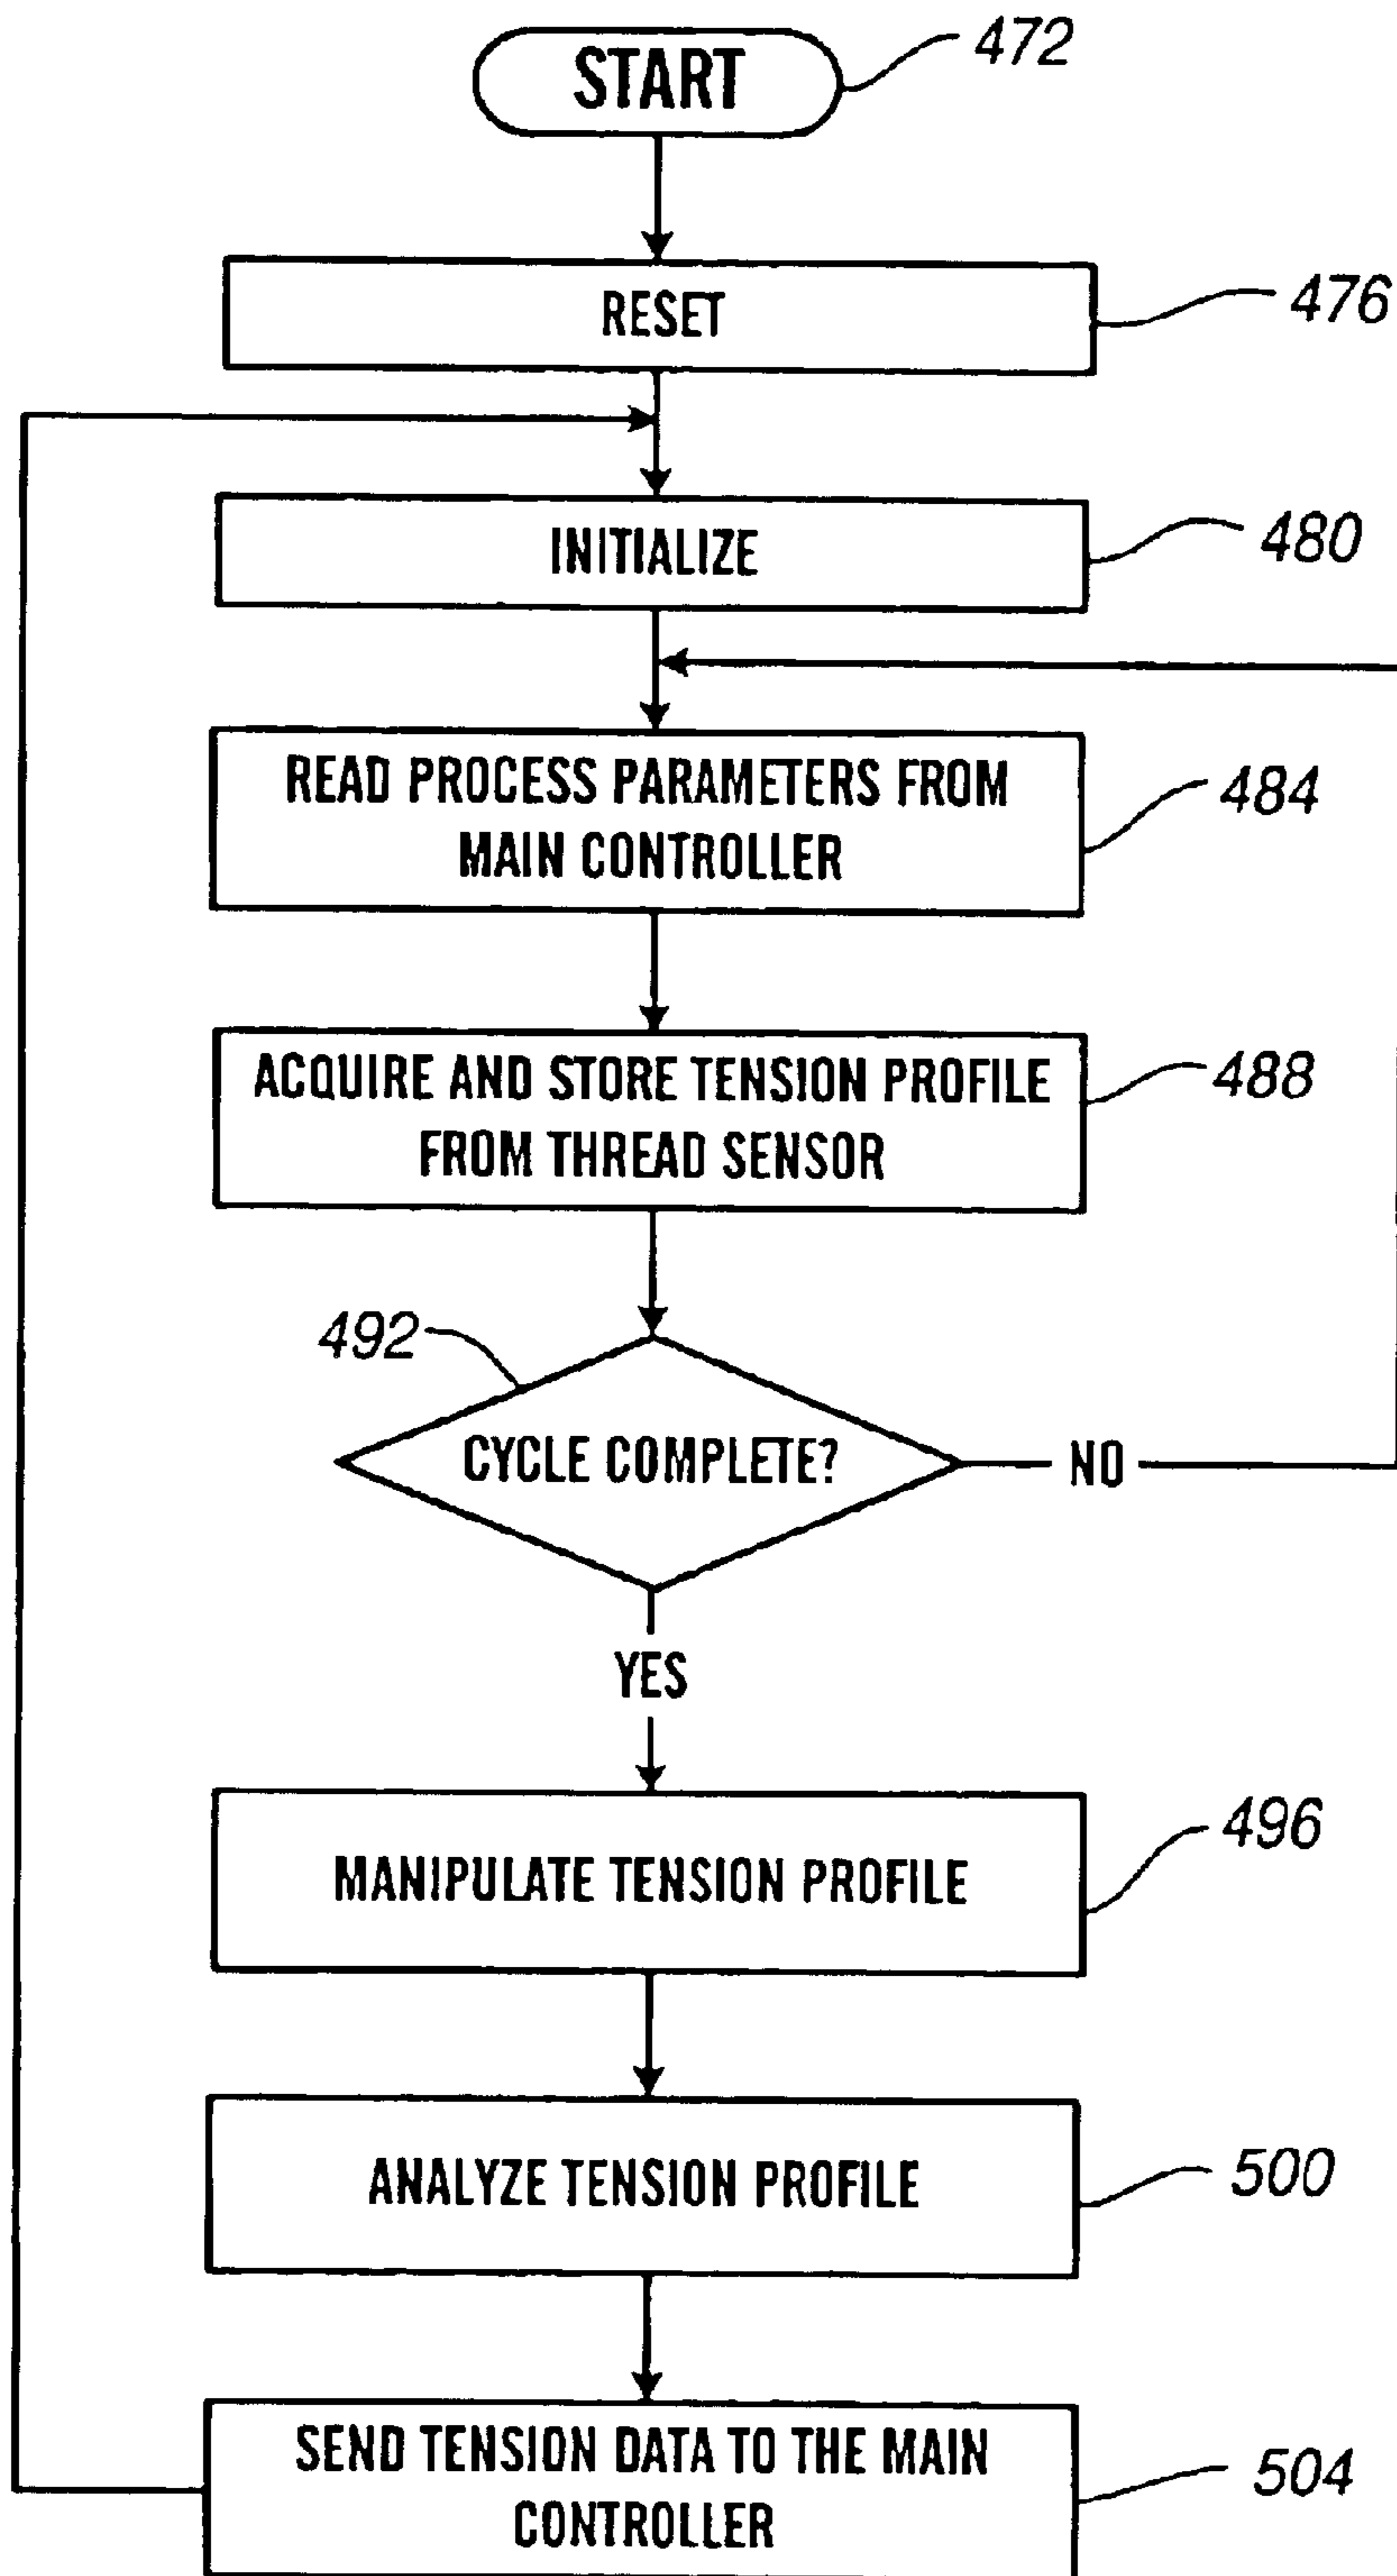 START
472
RESET
476
INITIALIZE
480
READ PROCESS PARAMETERS FROM
MAIN CONTROLLER
484
ACQUIRE AND STORE TENSION PROFILE
FROM THREAD SENSOR
488
492
CYCLE COMPLETE?
NO
YES
MANIPULATE TENSION PROFILE
496
ANALYZE TENSION PROFILE
500
SEND TENSION DATA TO THE MAIN
CONTROLLER
504